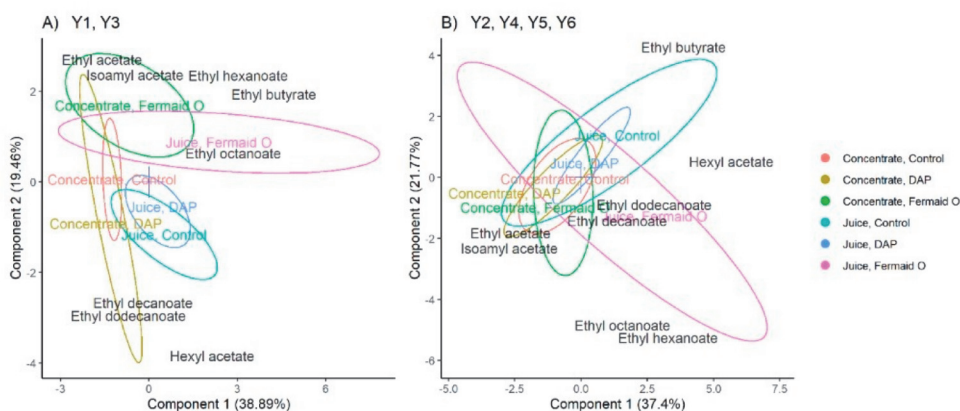 A) Y1, Y3
Component 2 (19.46%)
2
0
-2
-4
Ethyl acetate
Isoamyl acetate
Ethyl hexanoate
Ethyl butyrate
Concentrate, Fermaid O
Juice, Fermaid O
Ethyl octanoate
Concentrate, Control
Juice, DAP
Concentrate, DAP
Juice, Control
Ethyl decanoate
Ethyl dodecanoate
Hexyl acetate
-3
0
3
6
Component 1 (38.89%)
B) Y2, Y4, Y5, Y6
Component 2 (21.77%)
4
2
0
-2
-4
-6
Ethyl butyrate
Juice, Control
Juice, DAP
Hexyl acetate
Concentrate, Control
Concentrate, DAP
Concentrate, Fermaid O
Ethyl dodecanoate
Juice, Fermaid O
Ethyl decanoate
Ethyl acetate
Isoamyl acetate
Ethyl octanoate
Ethyl hexanoate
-5.0
-2.5
0.0
2.5
5.0
7.5
Component 1 (37.4%)
Concentrate, Control
Concentrate, DAP
Concentrate, Fermaid O
Juice, Control
Juice, DAP
Juice, Fermaid O